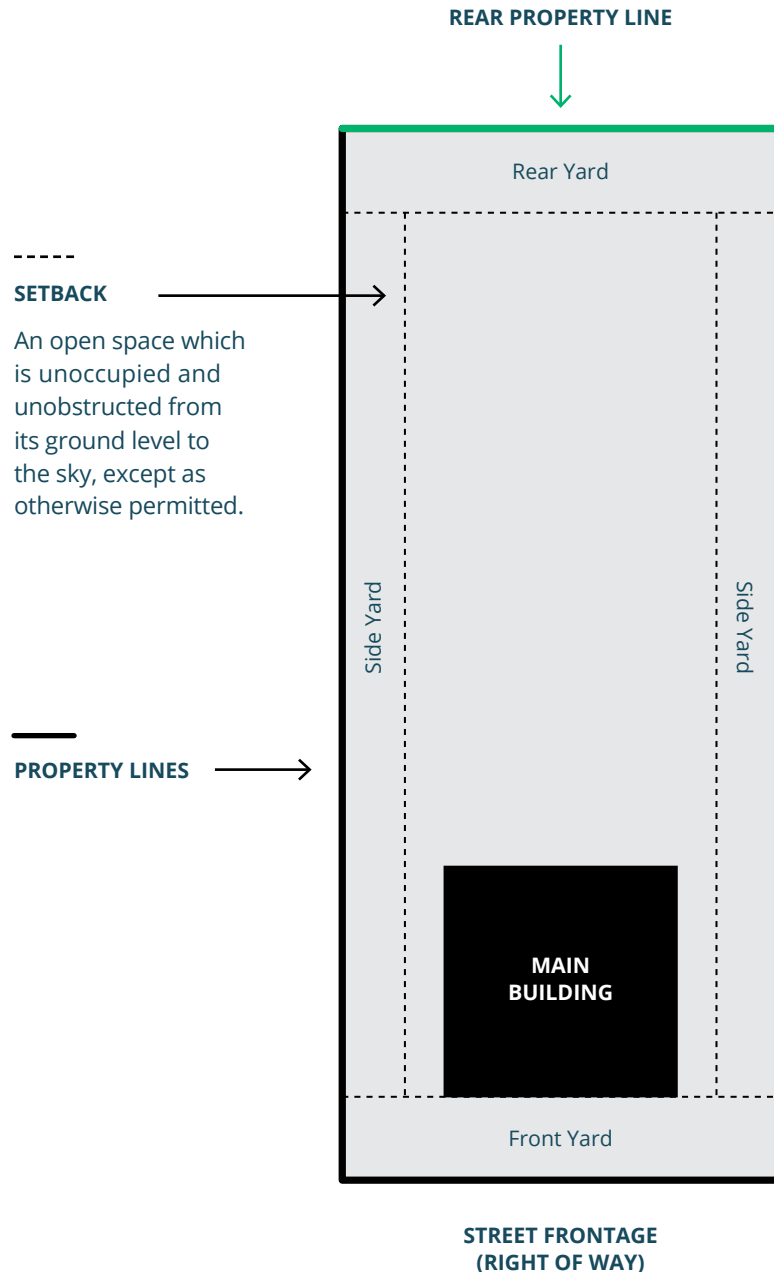 REAR PROPERTY LINE
Rear Yard
SETBACK
An open space which
is unoccupied and
unobstructed from
its ground level to
the sky, except as
otherwise permitted.
Side Yard
Side Yard
PROPERTY LINES
MAIN
BUILDING
Front Yard
STREET FRONTAGE
(RIGHT OF WAY)